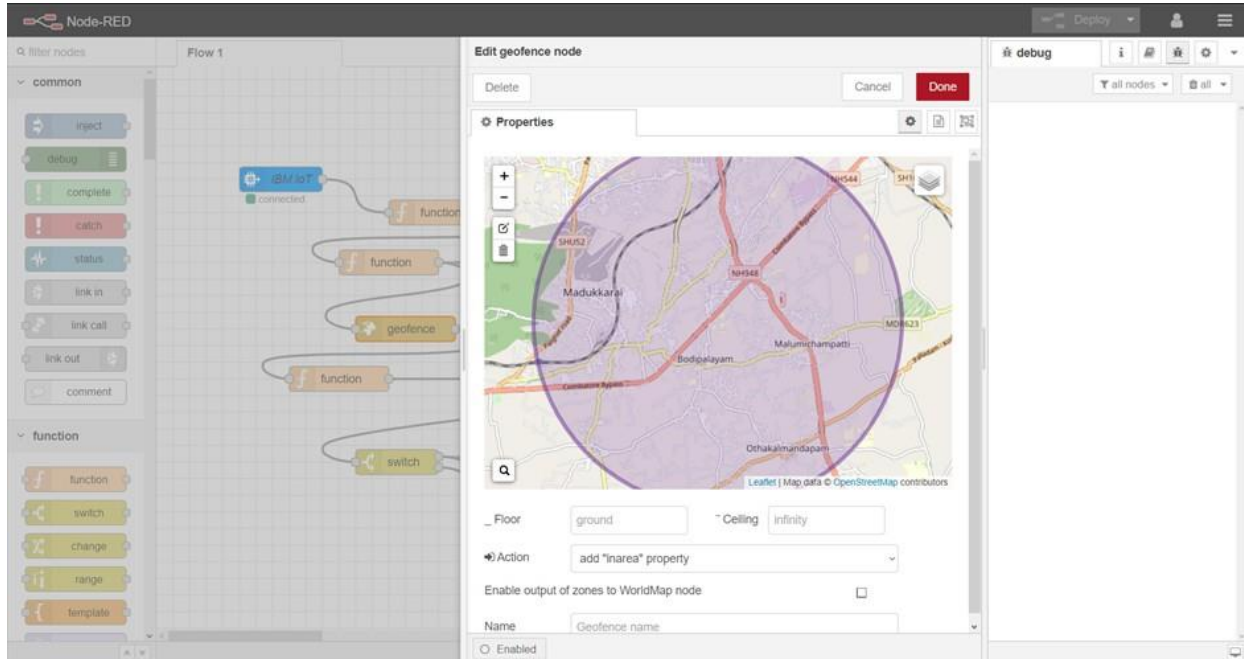 Node-RED
Deploy
filter nodes
Flow 1
Edit geofence node
debug
i
Delete
Cancel
Done
all nodes
all
common
Properties
inject
debug
complete
catch
status
link in
link call
link out
comment
function
function
switch
change
range
template
IBM IoT
connected
function
function
geofence
function
switch
+
−
NH544
SH1
SHU52
NH948
Madukkarai
MDR623
Malumichampatti
Bodipalayam
Coimbatore Bypass
Coimbatore Bypass
Othakalmandapam
Leaflet | Map data © OpenStreetMap contributors
Floor
ground
Ceiling
infinity
Action
add "inarea" property
Enable output of zones to WorldMap node
Name
Geofence name
Enabled